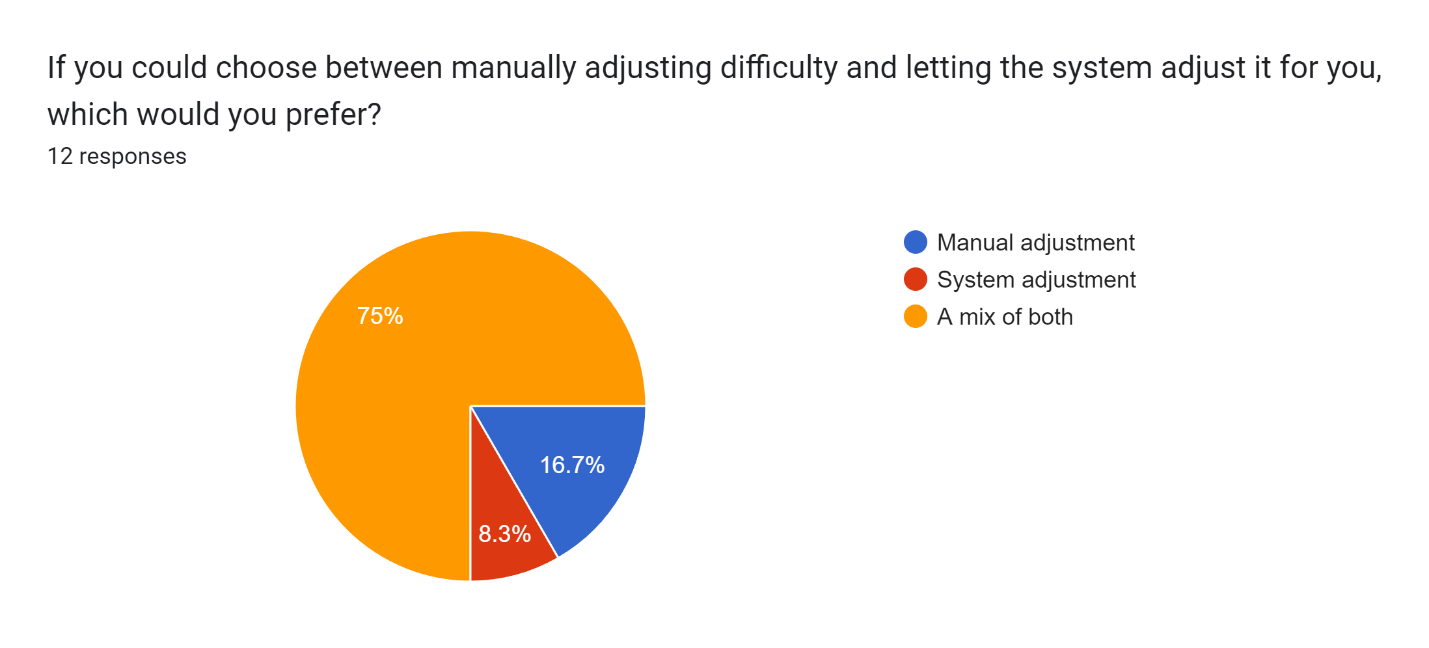 If you could choose between manually adjusting difficulty and letting the system adjust it for you,
which would you prefer?
12 responses
Manual adjustment
System adjustment
A mix of both
75%
16.7%
8.3%